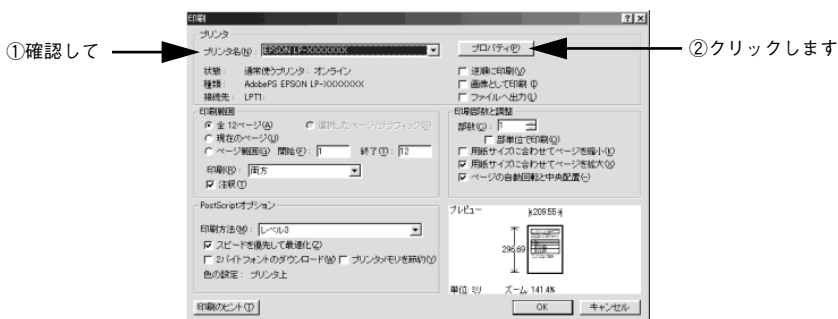 印刷
プリンタ
①確認して
プリンタ名(N): EPSON LP-XXXXXXX
プロパティ(P)
②クリックします
状態: 通常使うプリンタ: オンライン
種類: AdobePS EPSON LP-XXXXXXX
接続先: LPT1:
逆順に印刷(V)
画像として印刷(I)
ファイルへ出力(L)
印刷範囲
全 12ページ(A)
選択したページ/グラフィック(G)
現在のページ(U)
ページ範囲(G) 開始(F): 1 終了(T): 12
印刷(R): 両方
注釈(T)
印刷部数と調整
部数(C): 1
部単位で印刷(O)
用紙サイズに合わせてページを縮小(K)
用紙サイズに合わせてページを拡大(X)
ページの自動回転と中央配置(-)
PostScriptオプション
印刷方法(M): レベル3
スピードを優先して最適化(Z)
2バイトフォントのダウンロード(W)
プリンタメモリを節約(Y)
色の設定: プリンタ上
プレビュー
209.55
296.69
単位: ミリ ズーム: 141.4%
印刷のヒント(T)
OK
キャンセル